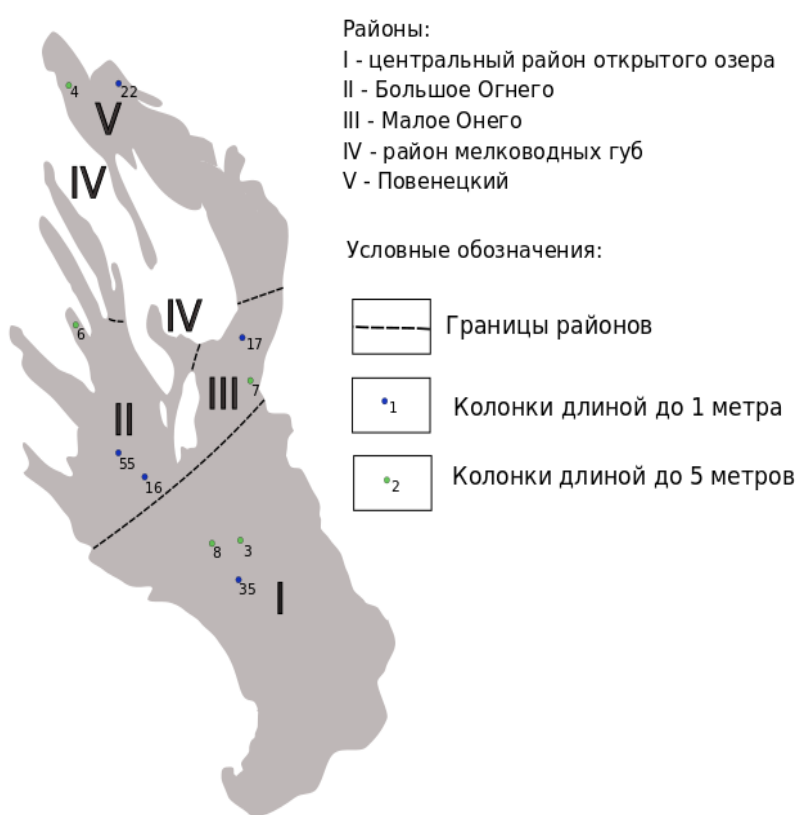 Районы:
I - центральный район открытого озера
II - Большое Огнего
III - Малое Онего
IV - район мелководных губ
V - Повенецкий
Условные обозначения:
Границы районов
1
Колонки длиной до 1 метра
2
Колонки длиной до 5 метров
4
22
V
IV
6
IV
17
7
III
II
55
16
8
3
35
I